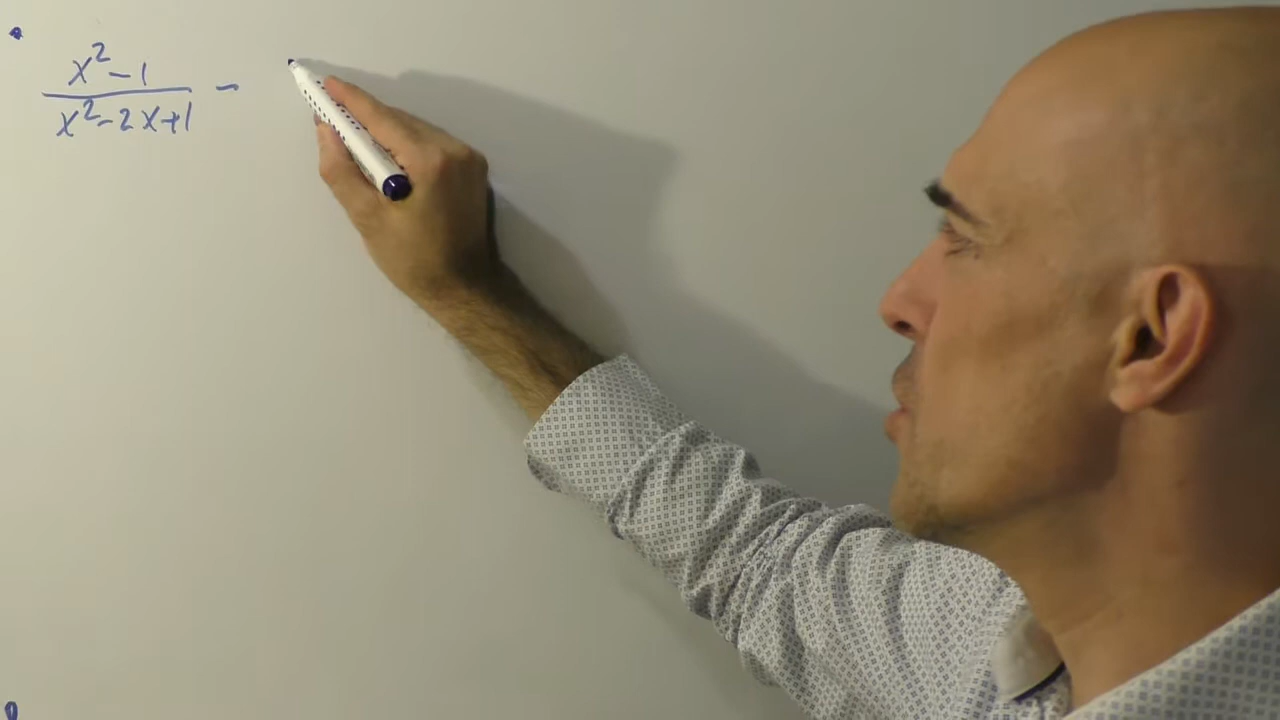 x² - 1
x² - 2x + 1 -